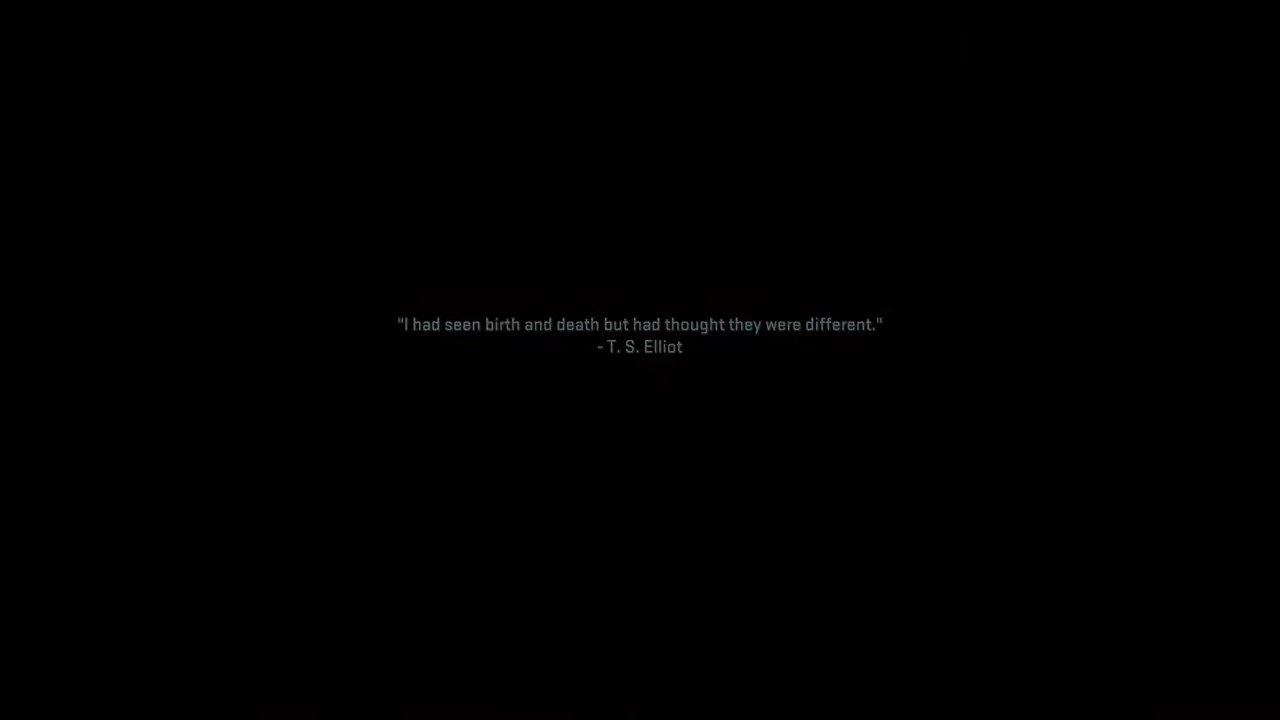 "I had seen birth and death but had thought they were different."
- T. S. Elliot